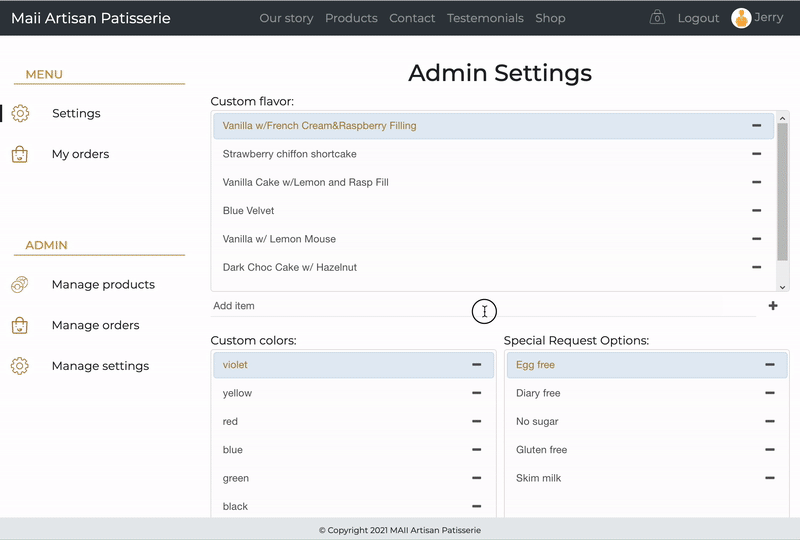 Maii Artisan Patisserie
Our story Products Contact Testemonials Shop
0 Logout Jerry
MENU
Settings
My orders
ADMIN
Manage products
Manage orders
Manage settings
Admin Settings
Custom flavor:
Vanilla w/French Cream&Raspberry Filling
Strawberry chiffon shortcake
Vanilla Cake w/Lemon and Rasp Fill
Blue Velvet
Vanilla w/ Lemon Mouse
Dark Choc Cake w/ Hazelnut
Add item
Custom colors:
violet
yellow
red
blue
green
black
Special Request Options:
Egg free
Diary free
No sugar
Gluten free
Skim milk
© Copyright 2021 MAII Artisan Patisserie